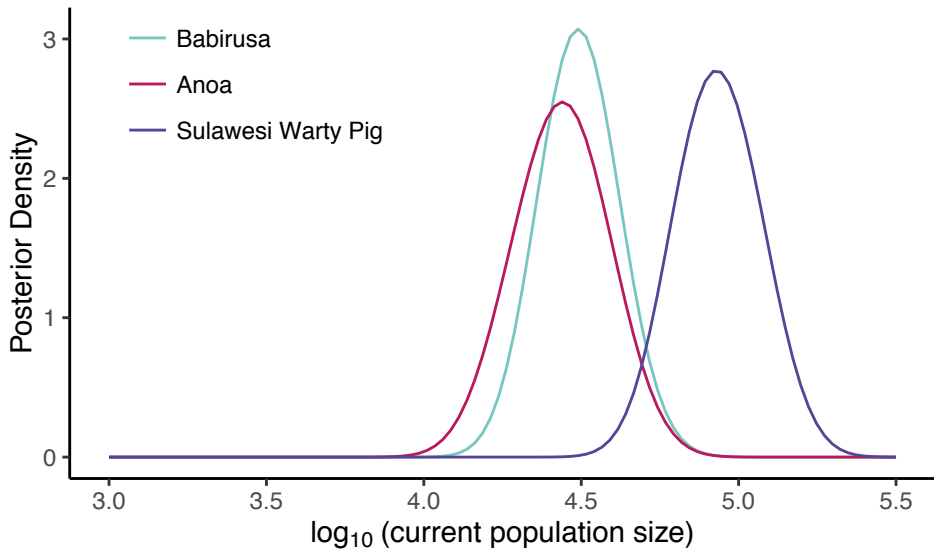 Babirusa
Anoa
Sulawesi Warty Pig
Posterior Density
3
2
1
0
3.0 3.5 4.0 4.5 5.0 5.5
log₁₀ (current population size)